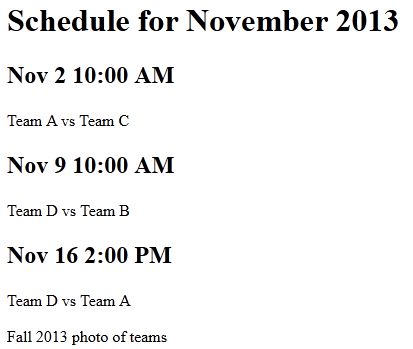 Schedule for November 2013
Nov 2 10:00 AM
Team A vs Team C
Nov 9 10:00 AM
Team D vs Team B
Nov 16 2:00 PM
Team D vs Team A
Fall 2013 photo of teams